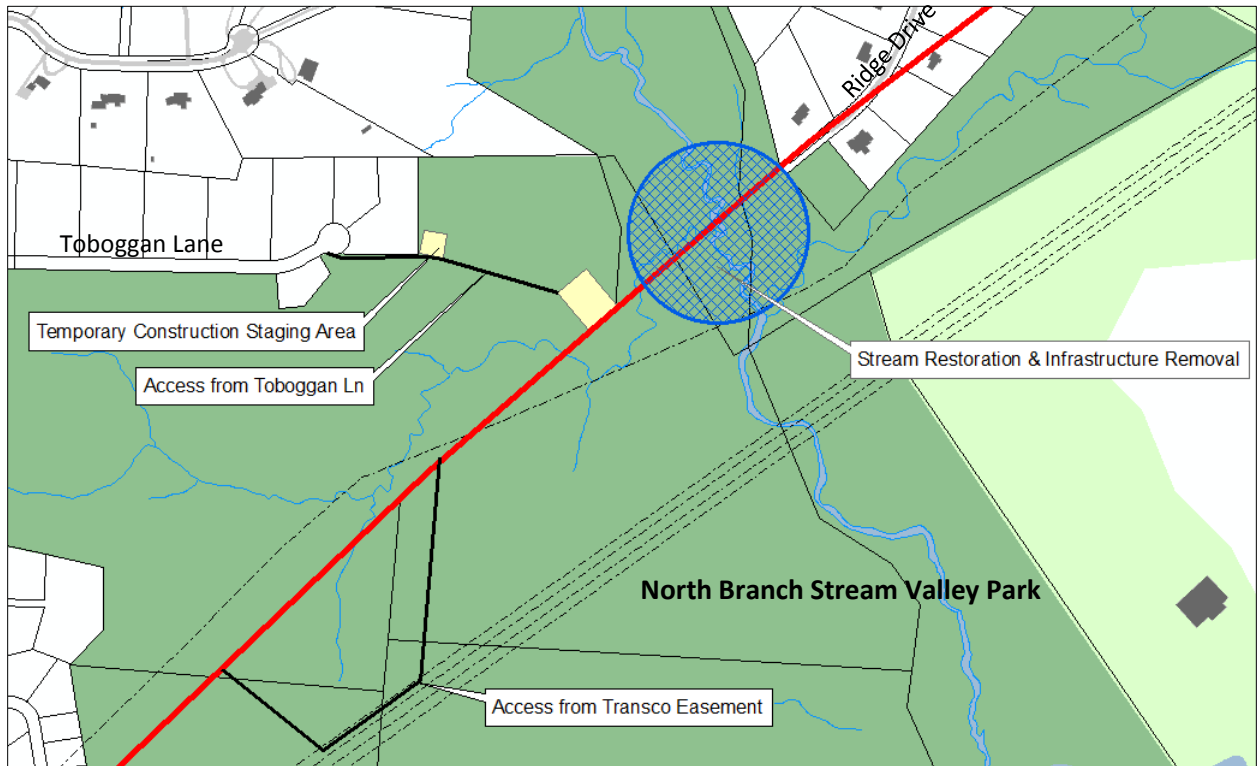 Ridge Drive
Toboggan Lane
Temporary Construction Staging Area
Access from Toboggan Ln
Stream Restoration & Infrastructure Removal
North Branch Stream Valley Park
Access from Transco Easement